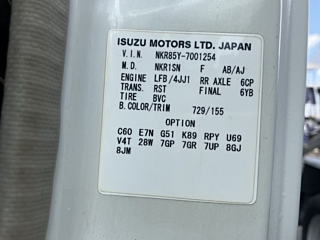 ISUZU MOTORS LTD. JAPAN
V.I.N. NKR85Y-7001254
M.D. NKR1SN F AB/AJ
ENGINE LFB/4JJ1 RR AXLE 6CP
TRANS. RST FINAL 6YB
TIRE BVC
B.COLOR/TRIM 729/155
OPTION
C60 E7N G51 K89 RPY U69
V4T 28W 7GP 7GR 7UP 8GJ
8JM